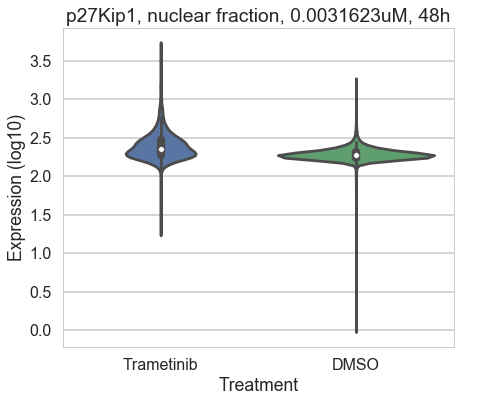 p27Kip1, nuclear fraction, 0.0031623uM, 48h
Expression (log10)
3.5
3.0
2.5
2.0
1.5
1.0
0.5
0.0
Trametinib DMSO
Treatment